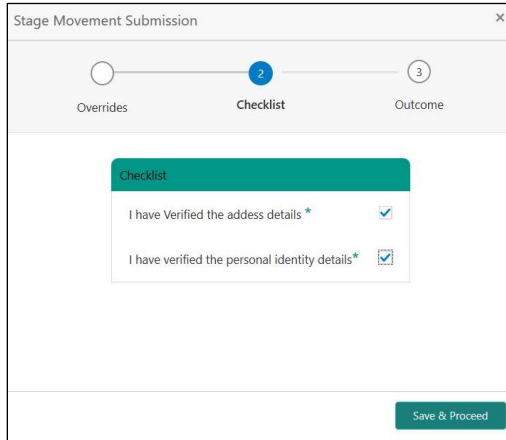 Stage Movement Submission
×
2
3
Overrides
Checklist
Outcome
Checklist
I have Verified the addess details *
I have verified the personal identity details*
Save & Proceed